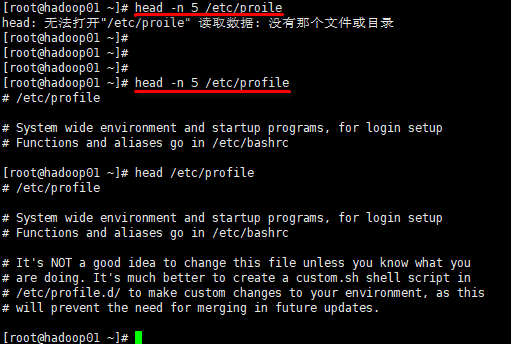 [root@hadoop01 ~]# head -n 5 /etc/proile
head: 无法打开"/etc/proile" 读取数据: 没有那个文件或目录
[root@hadoop01 ~]#
[root@hadoop01 ~]#
[root@hadoop01 ~]#
[root@hadoop01 ~]# head -n 5 /etc/profile
# /etc/profile

# System wide environment and startup programs, for login setup
# Functions and aliases go in /etc/bashrc

[root@hadoop01 ~]# head /etc/profile
# /etc/profile

# System wide environment and startup programs, for login setup
# Functions and aliases go in /etc/bashrc

# It's NOT a good idea to change this file unless you know what you
# are doing. It's much better to create a custom.sh shell script in
# /etc/profile.d/ to make custom changes to your environment, as this
# will prevent the need for merging in future updates.

[root@hadoop01 ~]#